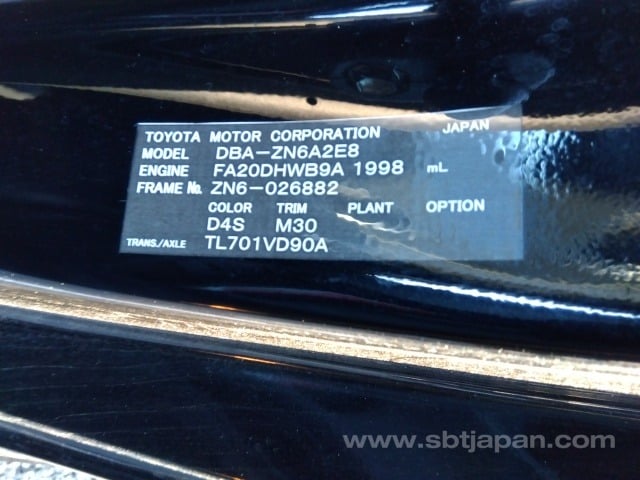 TOYOTA MOTOR CORPORATION JAPAN
MODEL DBA-ZN6A2E8
ENGINE FA20DHWB9A 1998 mL
FRAME No. ZN6-026882
COLOR TRIM PLANT OPTION
D4S M30
TRANS./AXLE TL701VD90A
www.sbtjapan.com